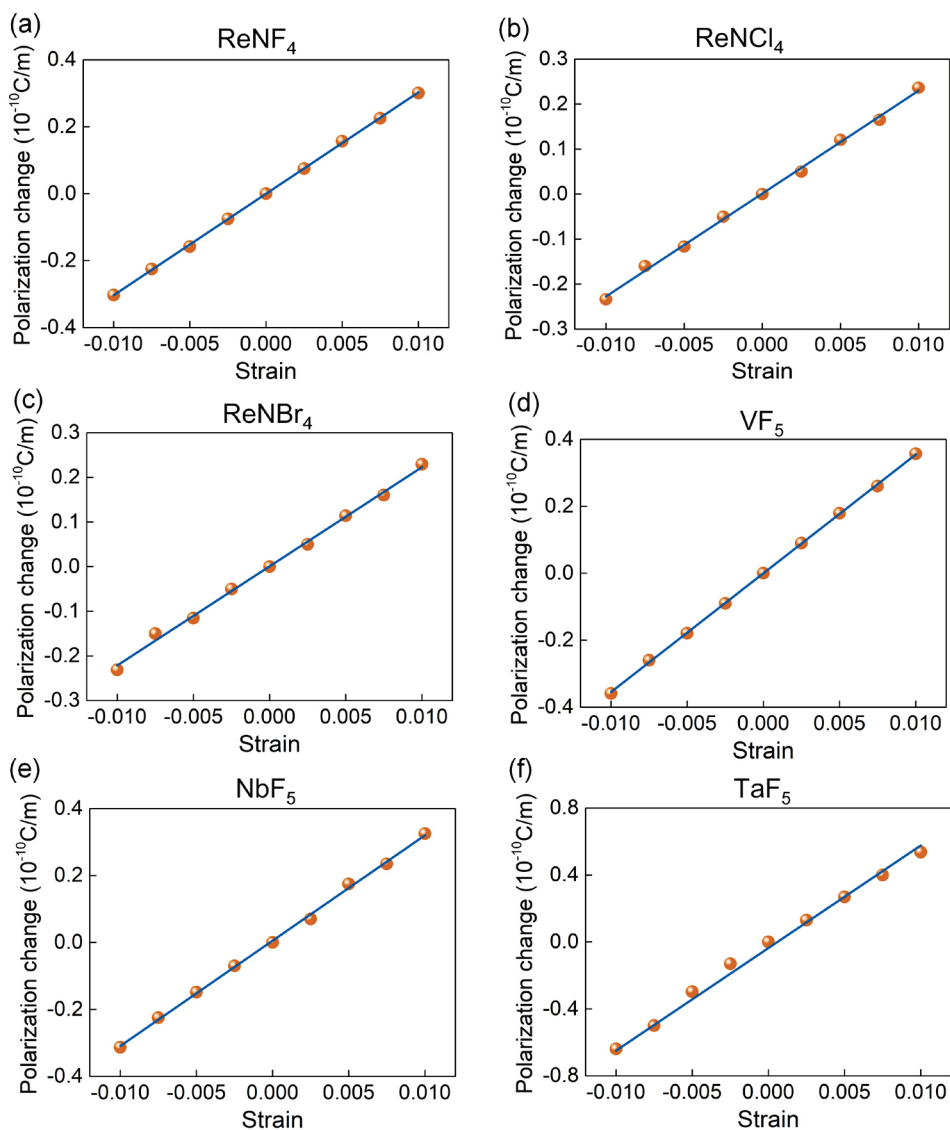 (a)
ReNF₄
Polarization change (10⁻¹⁰C/m)
0.4
0.2
0.0
-0.2
-0.4
-0.010 -0.005 0.000 0.005 0.010
Strain
(b)
ReNCl₄
Polarization change (10⁻¹⁰C/m)
0.3
0.2
0.1
0.0
-0.1
-0.2
-0.3
-0.010 -0.005 0.000 0.005 0.010
Strain
(c)
ReNBr₄
Polarization change (10⁻¹⁰C/m)
0.3
0.2
0.1
0.0
-0.1
-0.2
-0.3
-0.010 -0.005 0.000 0.005 0.010
Strain
(d)
VF₅
Polarization change (10⁻¹⁰C/m)
0.4
0.2
0.0
-0.2
-0.4
-0.010 -0.005 0.000 0.005 0.010
Strain
(e)
NbF₅
Polarization change (10⁻¹⁰C/m)
0.4
0.2
0.0
-0.2
-0.4
-0.010 -0.005 0.000 0.005 0.010
Strain
(f)
TaF₅
Polarization change (10⁻¹⁰C/m)
0.8
0.4
0.0
-0.4
-0.8
-0.010 -0.005 0.000 0.005 0.010
Strain